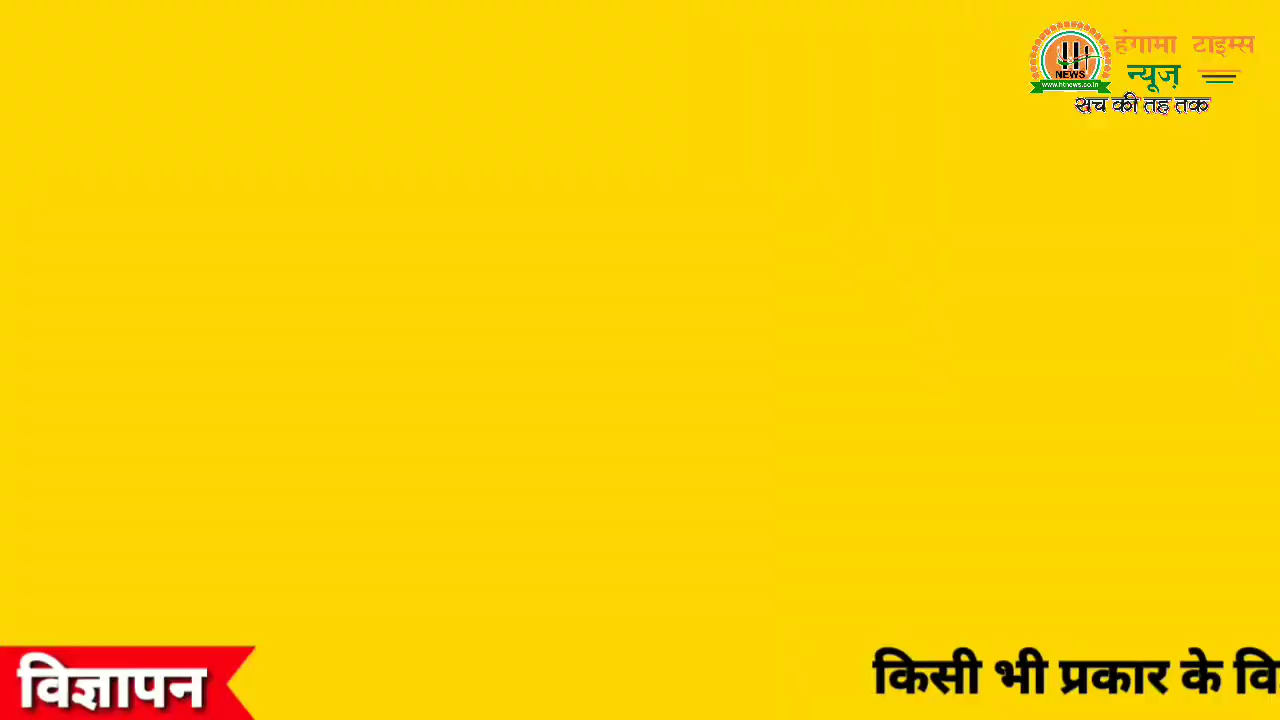 हंगामा टाइम्स
न्यूज़
NEWS
www.htnews.co.in
सच की तह तक
विज्ञापन
किसी भी प्रकार के वि